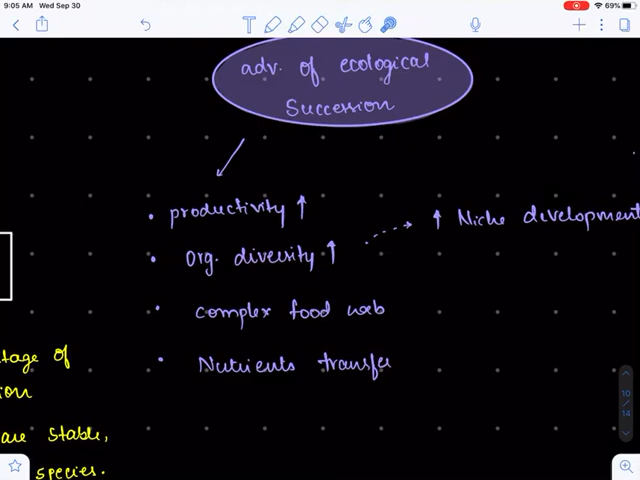 9:05 AM Wed Sep 30
69%
adv. of ecological
Succession
• productivity ↑
• Org. diversity ↑
↑ Niche development
• complex food web
• Nutrients transfe
tage of
ion
are stable,
species.
10
/
14